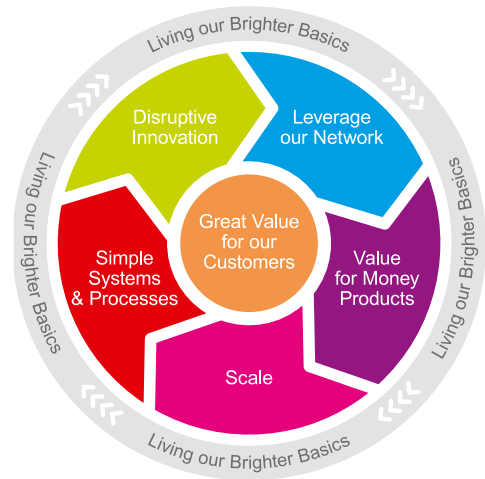 Living our Brighter Basics
Disruptive
Innovation
Leverage
our Network
Living our Brighter Basics
Living our Brighter Basics
Great Value
for our
Customers
Simple
Systems
& Processes
Value
for Money
Products
Scale
Living our Brighter Basics